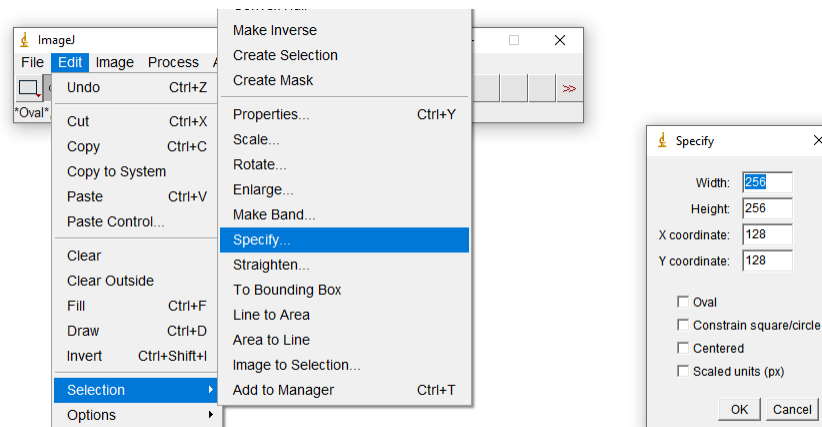 ImageJ
File Edit Image Process
*Oval*
>>
Undo Ctrl+Z
Cut Ctrl+X
Copy Ctrl+C
Copy to System
Paste Ctrl+V
Paste Control...
Clear
Clear Outside
Fill Ctrl+F
Draw Ctrl+D
Invert Ctrl+Shift+I
Selection
Options
Make Inverse
Create Selection
Create Mask
Properties... Ctrl+Y
Scale...
Rotate...
Enlarge...
Make Band...
Specify...
Straighten...
To Bounding Box
Line to Area
Area to Line
Image to Selection...
Add to Manager Ctrl+T
Specify
Width: 256
Height: 256
X coordinate: 128
Y coordinate: 128
Oval
Constrain square/circle
Centered
Scaled units (px)
OK Cancel